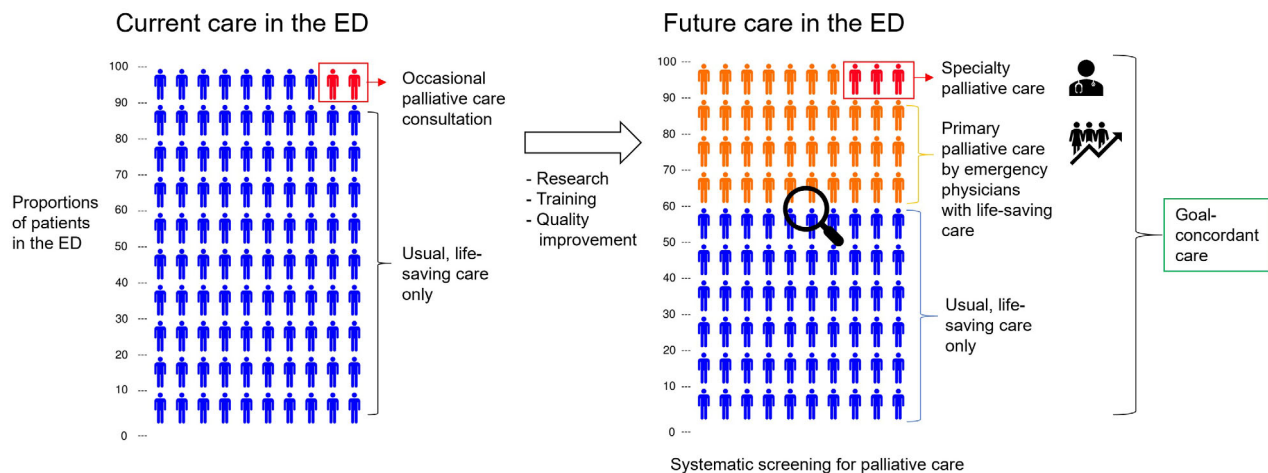 Current care in the ED
Proportions
of patients
in the ED
100 ---
90 ---
80 ---
70 ---
60 ---
50 ---
40 ---
30 ---
20 ---
10 ---
0 ---
Occasional
palliative care
consultation
Usual, life-
saving care
only
- Research
- Training
- Quality
improvement
Future care in the ED
100 ---
90 ---
80 ---
70 ---
60 ---
50 ---
40 ---
30 ---
20 ---
10 ---
0 ---
Specialty
palliative care
Primary
palliative care
by emergency
physicians
with life-saving
care
Usual, life-
saving care
only
Goal-
concordant
care
Systematic screening for palliative care